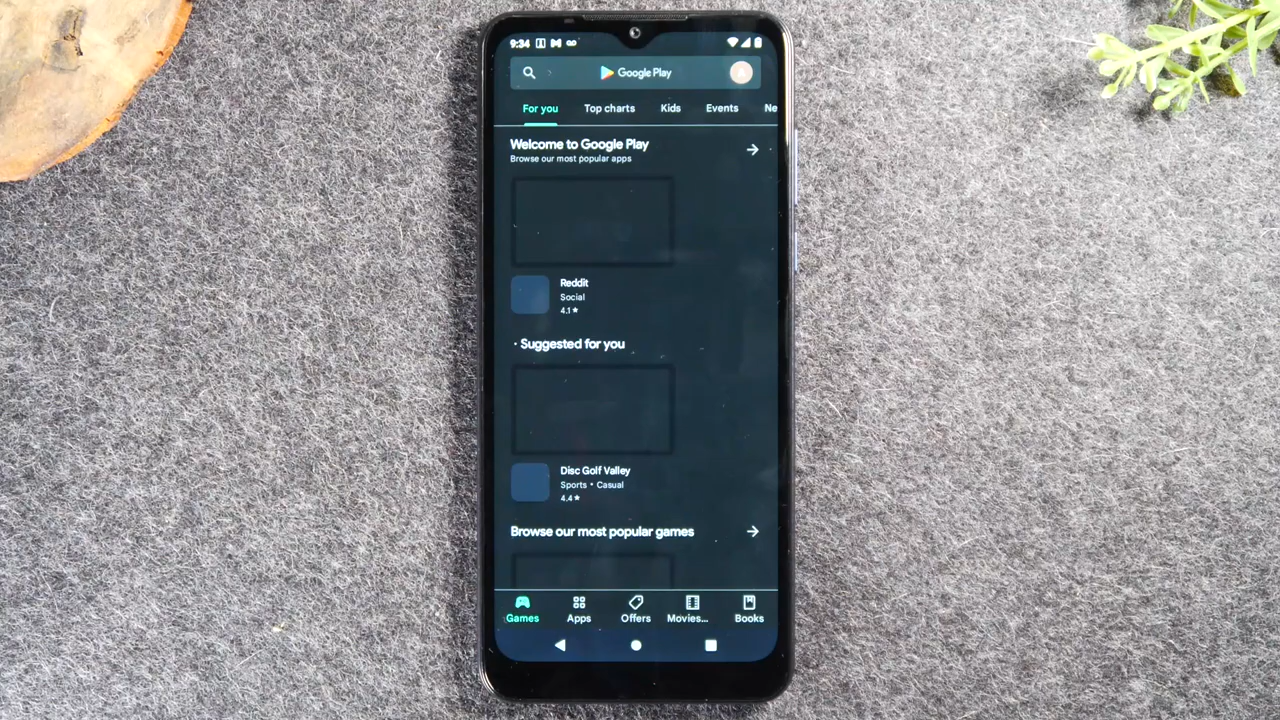 9:34
Google Play
For you Top charts Kids Events Ne
Welcome to Google Play
Browse our most popular apps
Reddit
Social
4.1★
· Suggested for you
Disc Golf Valley
Sports • Casual
4.4★
Browse our most popular games
Games Apps Offers Movies... Books